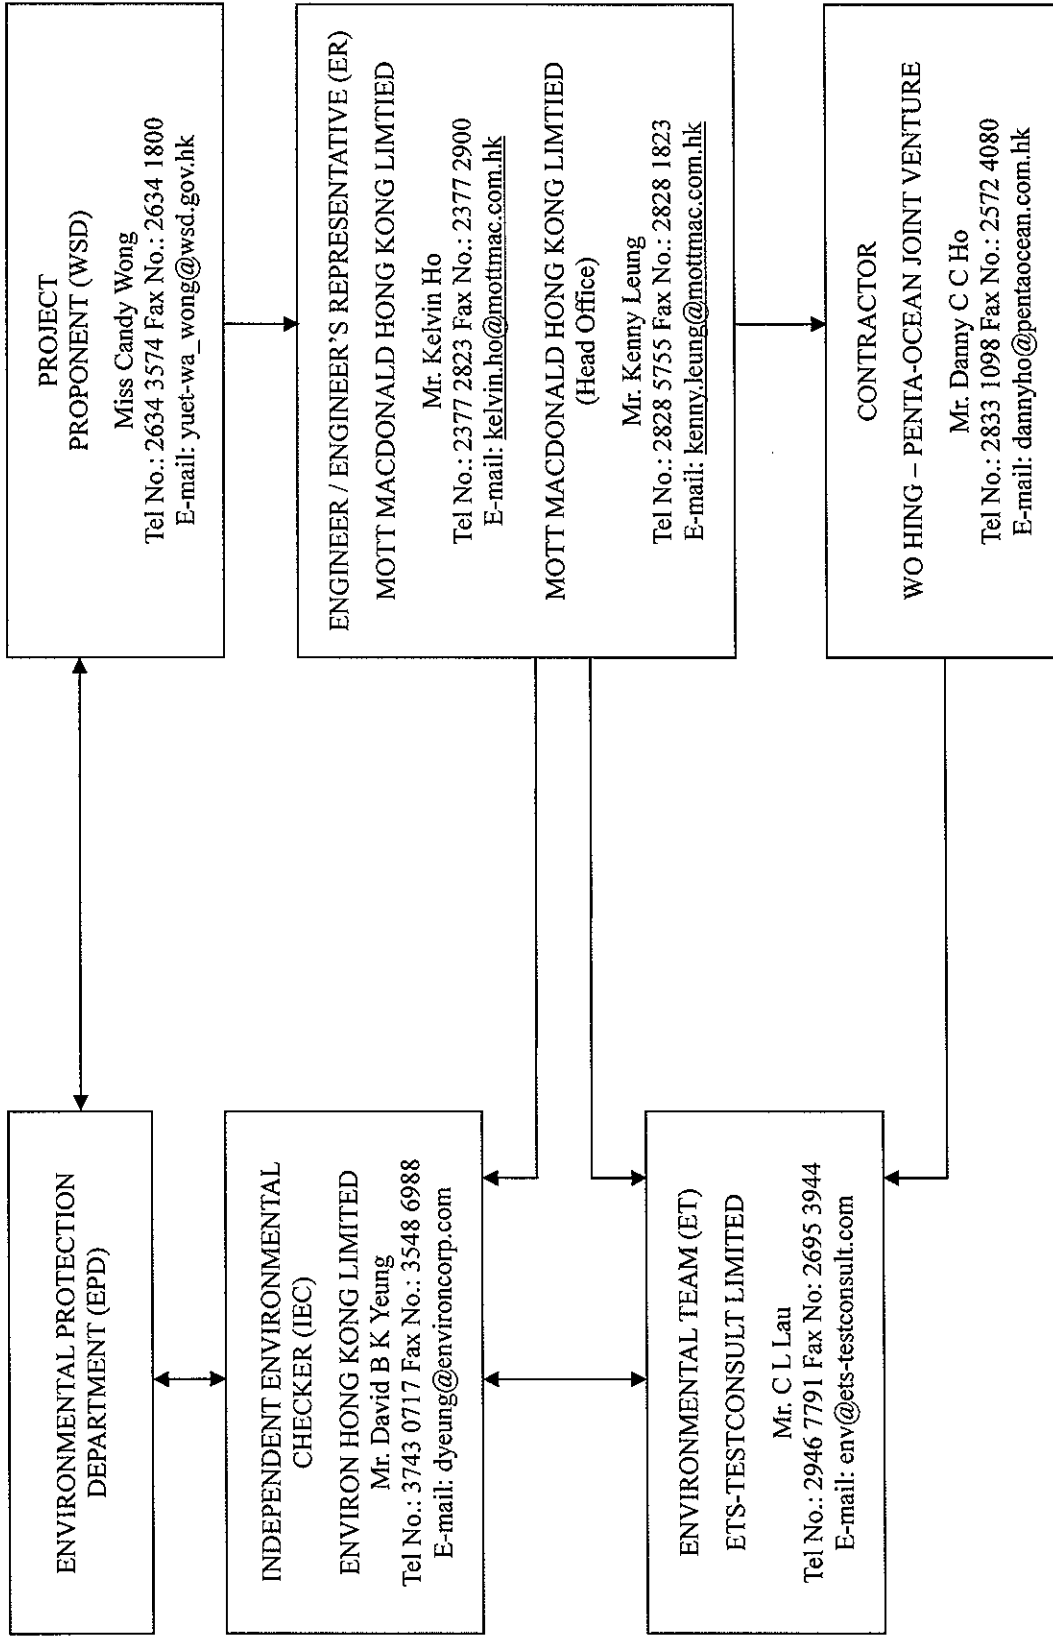 ENVIRONMENTAL PROTECTION
DEPARTMENT (EPD)
PROJECT
PROPONENT (WSD)
Miss Candy Wong
Tel No.: 2634 3574 Fax No.: 2634 1800
E-mail: yuet-wa_wong@wsd.gov.hk
INDEPENDENT ENVIRONMENTAL
CHECKER (IEC)
ENVIRON HONG KONG LIMITED
Mr. David B K Yeung
Tel No.: 3743 0717 Fax No.: 3548 6988
E-mail: dyeung@environcorp.com
ENGINEER / ENGINEER'S REPRESENTATIVE (ER)
MOTT MACDONALD HONG KONG LIMTIED
Mr. Kelvin Ho
Tel No.: 2377 2823 Fax No.: 2377 2900
E-mail: kelvin.ho@mottmac.com.hk
MOTT MACDONALD HONG KONG LIMTIED
(Head Office)
Mr. Kenny Leung
Tel No.: 2828 5755 Fax No.: 2828 1823
E-mail: kenny.leung@mottmac.com.hk
ENVIRONMENTAL TEAM (ET)
ETS-TESTCONSULT LIMITED
Mr. C L Lau
Tel No.: 2946 7791 Fax No: 2695 3944
E-mail: env@ets-testconsult.com
CONTRACTOR
WO HING – PENTA-OCEAN JOINT VENTURE
Mr. Danny C C Ho
Tel No.: 2833 1098 Fax No.: 2572 4080
E-mail: dannyho@pentaocean.com.hk